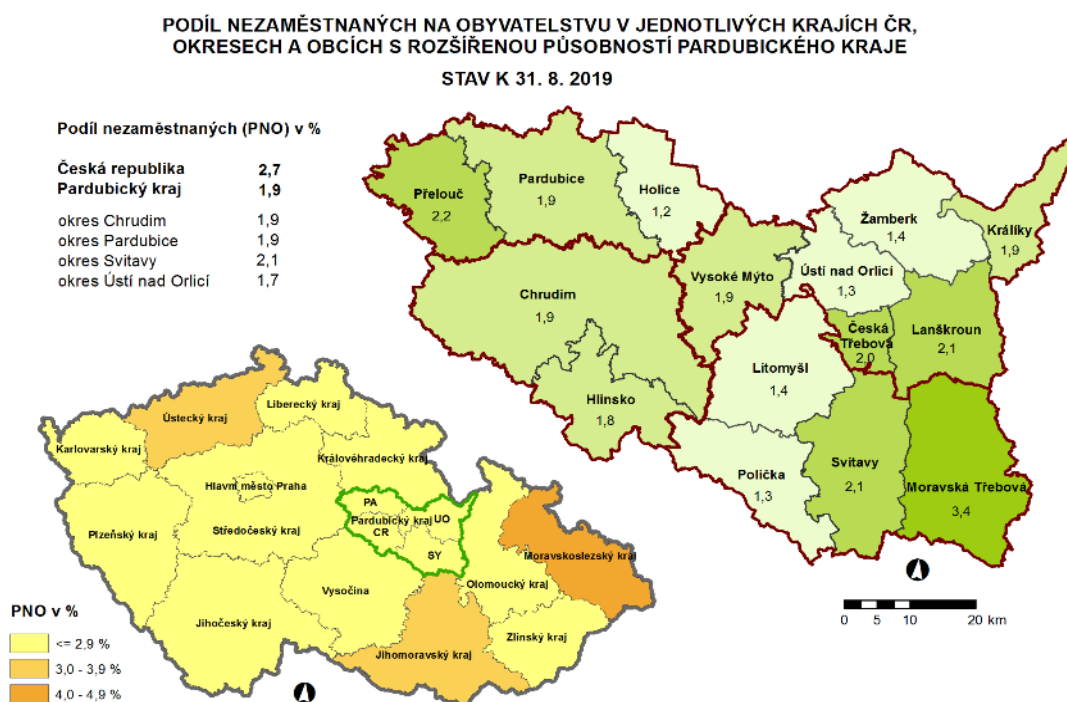 PODÍL NEZAMĚSTNANÝCH NA OBYVATELSTVU V JEDNOTLIVÝCH KRAJÍCH ČR,
OKRESECH A OBCÍCH S ROZŠÍŘENOU PŮSOBNOSTÍ PARDUBICKÉHO KRAJE
STAV K 31. 8. 2019
Podíl nezaměstnaných (PNO) v %
Česká republika 2,7
Pardubický kraj 1,9
okres Chrudim 1,9
okres Pardubice 1,9
okres Svitavy 2,1
okres Ústí nad Orlicí 1,7
Přelouč
2,2
Pardubice
1,9
Holice
1,2
Žamberk
1,4
Králíky
1,9
Vysoké Mýto
1,9
Ústí nad Orlicí
1,3
Chrudim
1,9
Česká
Třebová
2,0
Lanškroun
2,1
Litomyšl
1,4
Hlinsko
1,8
Polička
1,3
Svitavy
2,1
Moravská Třebová
3,4
0 5 10 20 km
Ústecký kraj
Liberecký kraj
Karlovarský kraj
Královéhradecký kraj
Hlavní město Praha
Plzeňský kraj
Středočeský kraj
PA
Pardubický kraj
UO
CR
SY
Moravskoslezský kraj
Olomoucký kraj
Vysočina
Jihočeský kraj
Zlínský kraj
Jihomoravský kraj
PNO v %
<= 2,9 %
3,0 - 3,9 %
4,0 - 4,9 %